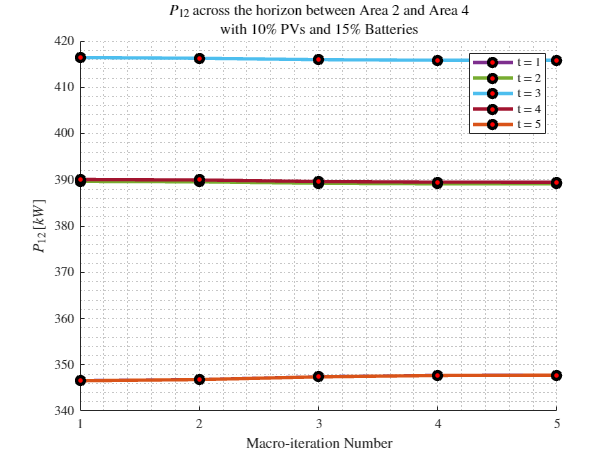 P12 across the horizon between Area 2 and Area 4
with 10% PVs and 15% Batteries
420
410
400
390
380
370
360
350
340
P12 [kW]
t = 1
t = 2
t = 3
t = 4
t = 5
1
2
3
4
5
Macro-iteration Number